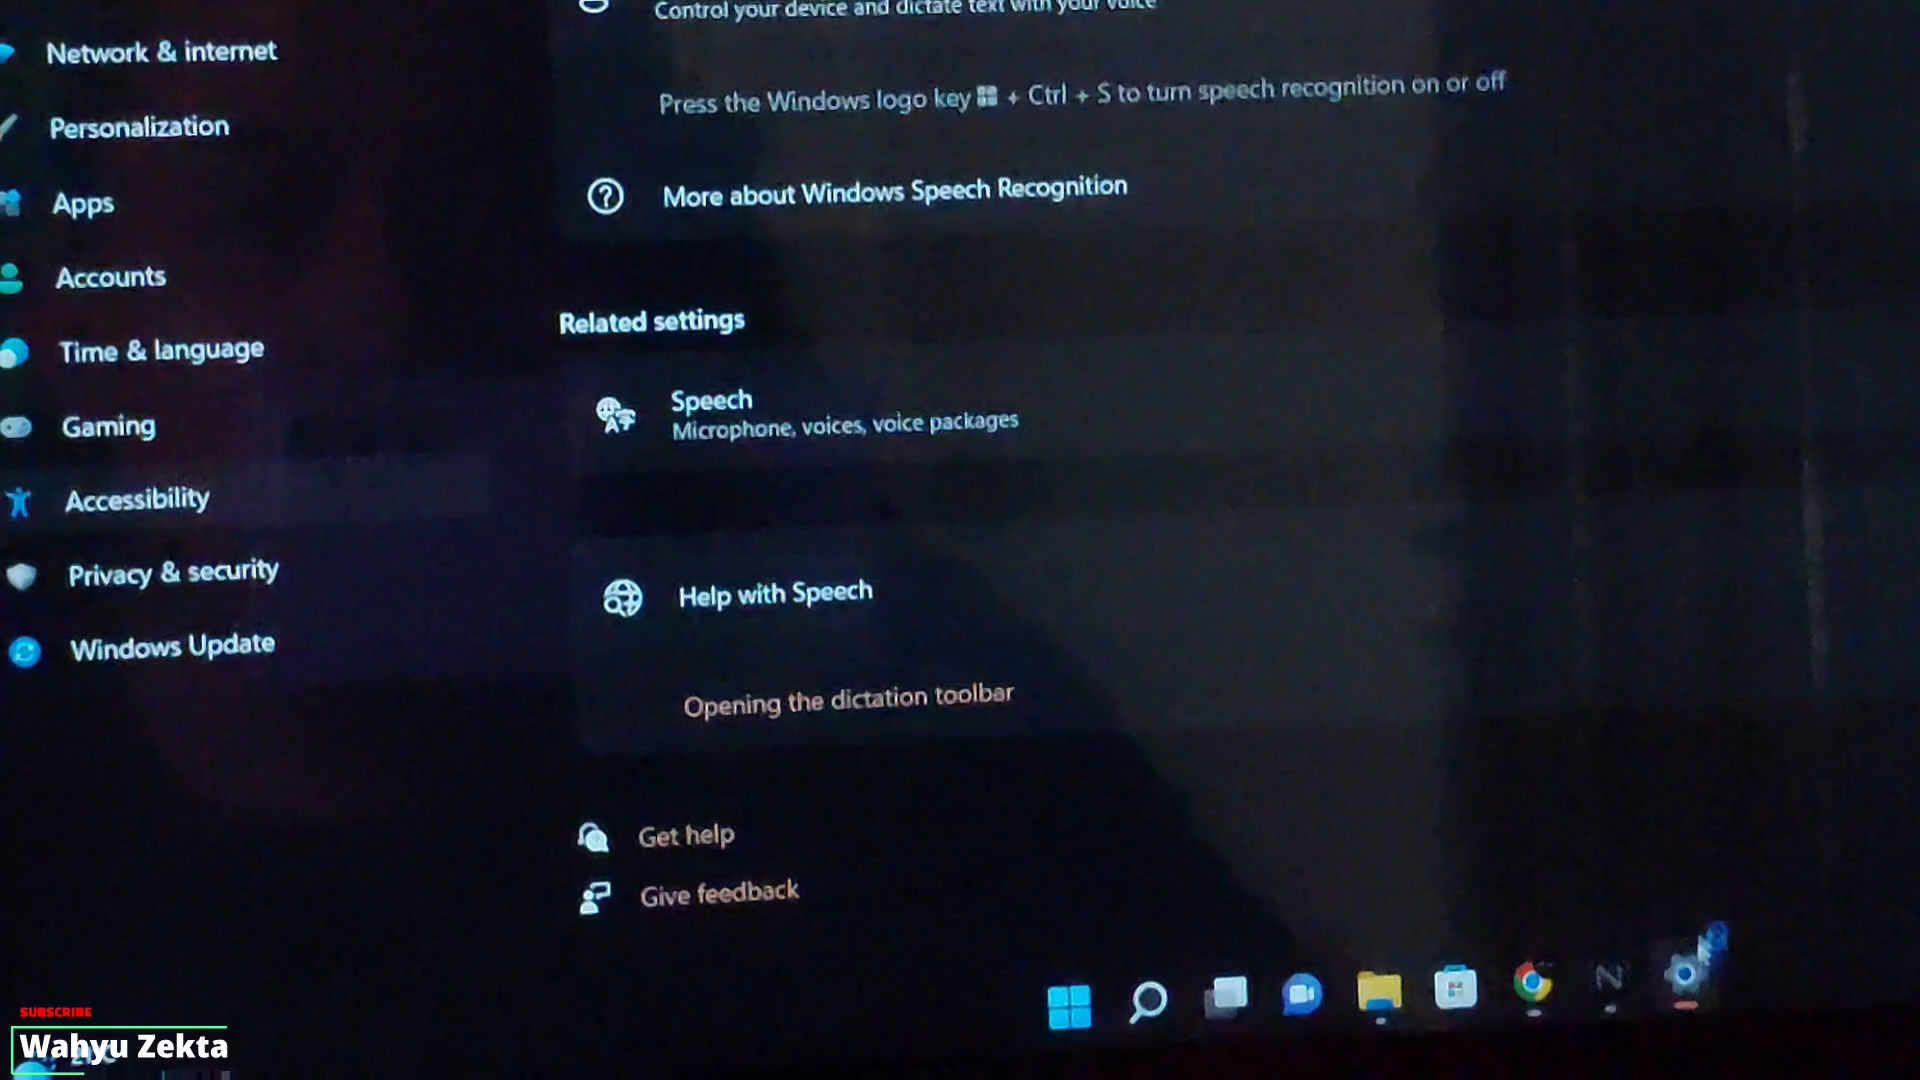 Control your device and dictate text with your voice
Network & internet
Press the Windows logo key + Ctrl + S to turn speech recognition on or off
Personalization
More about Windows Speech Recognition
Apps
Accounts
Related settings
Time & language
Speech
Microphone, voices, voice packages
Gaming
Accessibility
Privacy & security
Help with Speech
Windows Update
Opening the dictation toolbar
Get help
Give feedback
SUBSCRIBE
Wahyu Zekta